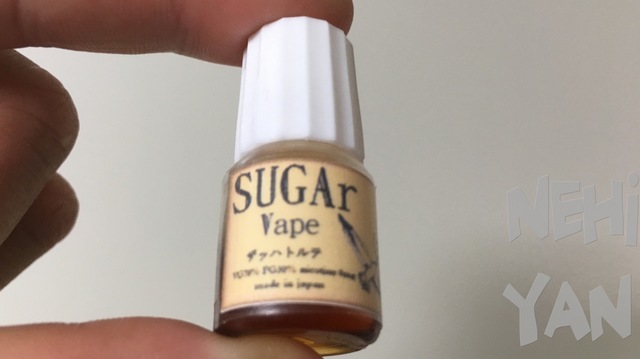 SUGAr
Vape
ザッハトルテ
made in japan
NEHi
YAN